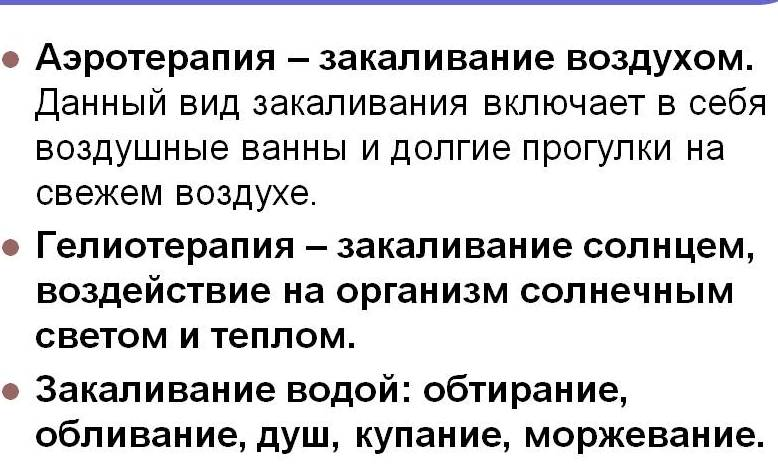 • Аэротерапия – закаливание воздухом.
Данный вид закаливания включает в себя
воздушные ванны и долгие прогулки на
свежем воздухе.
• Гелиотерапия – закаливание солнцем,
воздействие на организм солнечным
светом и теплом.
• Закаливание водой: обтирание,
обливание, душ, купание, моржевание.